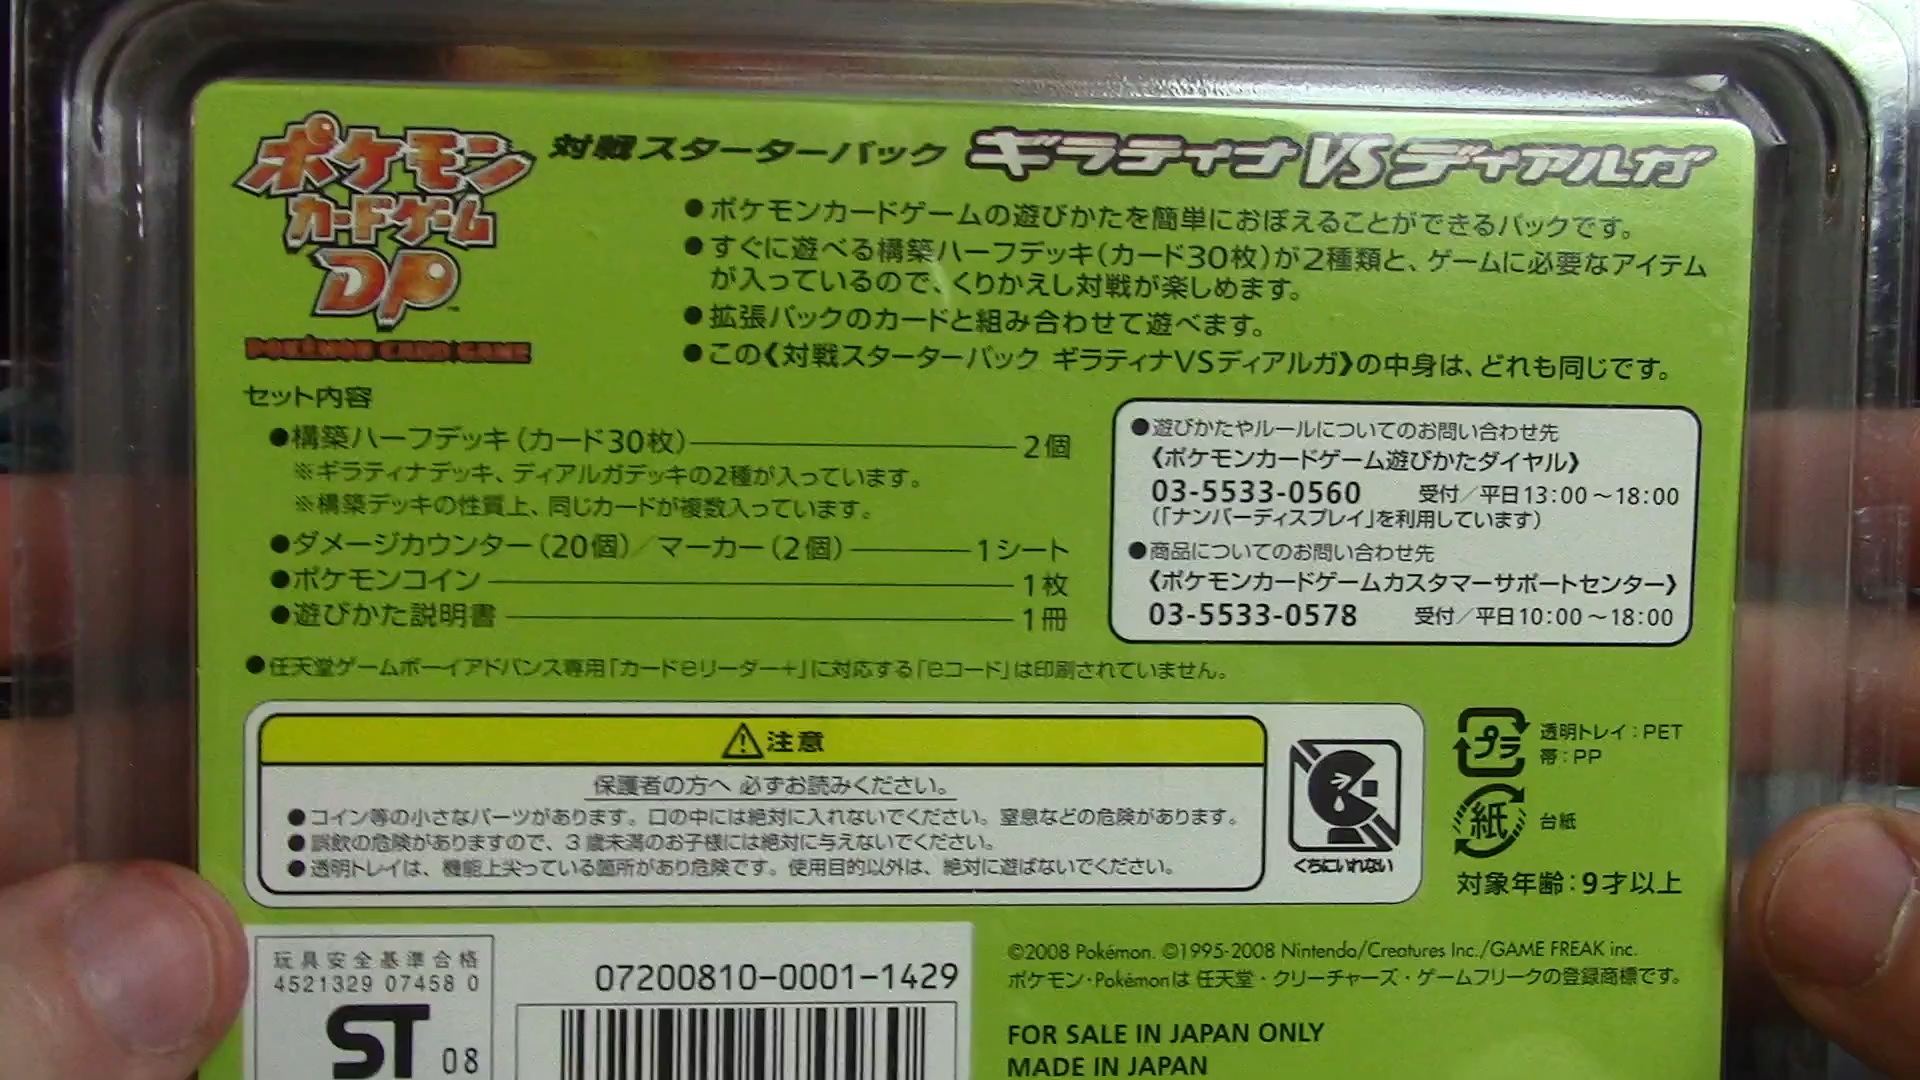 ポケモン
カードゲーム
DP™
POKÉMON CARD GAME
対戦スターターパック ギラティナVSディアルガ
●ポケモンカードゲームの遊びかたを簡単におぼえることができるパックです。
●すぐに遊べる構築ハーフデッキ(カード30枚)が2種類と、ゲームに必要なアイテム
が入っているので、くりかえし対戦が楽しめます。
●拡張パックのカードと組み合わせて遊べます。
●この《対戦スターターパック ギラティナVSディアルガ》の中身は、どれも同じです。
セット内容
●構築ハーフデッキ(カード30枚) 2個
※ギラティナデッキ、ディアルガデッキの2種が入っています。
※構築デッキの性質上、同じカードが複数入っています。
●ダメージカウンター(20個)/マーカー(2個) 1シート
●ポケモンコイン 1枚
●遊びかた説明書 1冊
●遊びかたやルールについてのお問い合わせ先
《ポケモンカードゲーム遊びかたダイヤル》
03-5533-0560 受付/平日13:00~18:00
(「ナンバーディスプレイ」を利用しています)
●商品についてのお問い合わせ先
《ポケモンカードゲームカスタマーサポートセンター》
03-5533-0578 受付/平日10:00~18:00
●任天堂ゲームボーイアドバンス専用「カードeリーダー+」に対応する「eコード」は印刷されていません。
注意
保護者の方へ 必ずお読みください。
●コイン等の小さなパーツがあります。口の中には絶対に入れないでください。窒息などの危険があります。
●誤飲の危険がありますので、3歳未満のお子様には絶対に与えないでください。
●透明トレイは、機能上尖っている箇所があり危険です。使用目的以外は、絶対に遊ばないでください。
くちにいれない
プラ
透明トレイ:PET
帯:PP
紙
台紙
対象年齢:9才以上
玩具安全基準合格
4521329 07458 0
ST 08
07200810-0001-1429
©2008 Pokémon. ©1995-2008 Nintendo/Creatures Inc./GAME FREAK inc.
ポケモン・Pokémonは 任天堂・クリーチャーズ・ゲームフリークの登録商標です。
FOR SALE IN JAPAN ONLY
MADE IN JAPAN